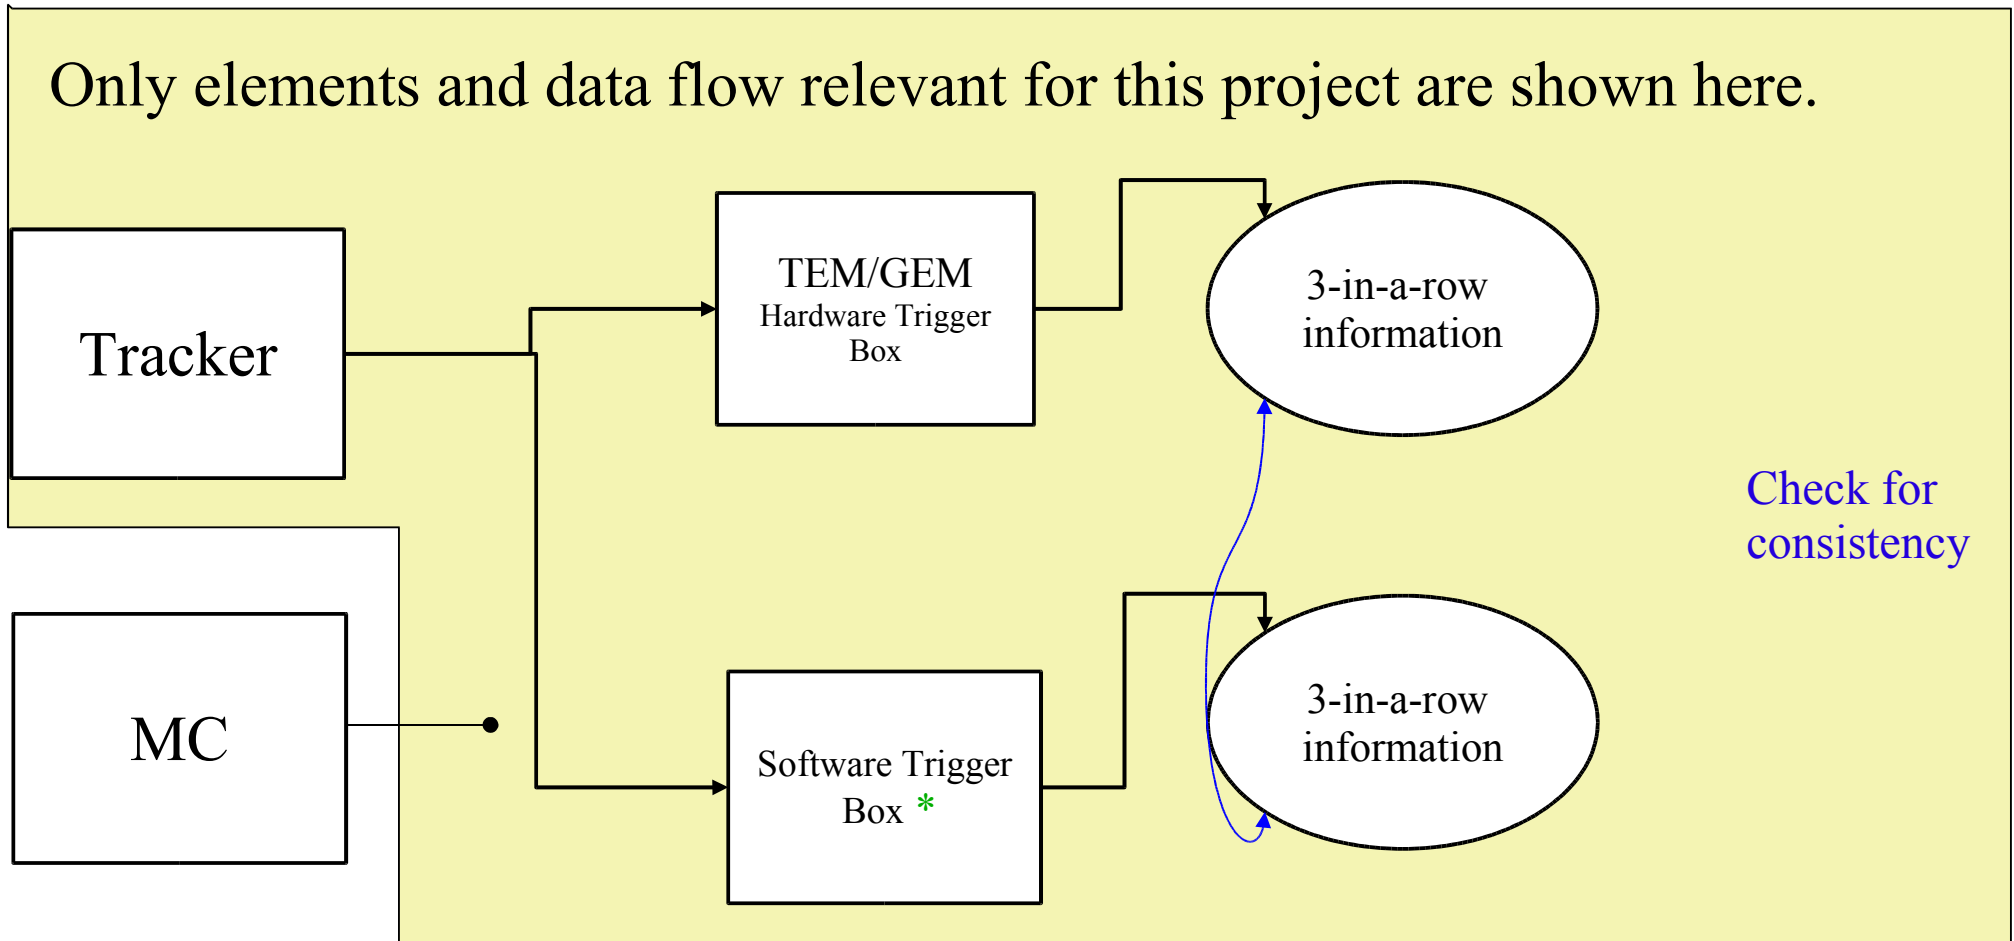 Only elements and data flow relevant for this project are shown here.
Tracker
TEM/GEM
Hardware Trigger
Box
3-in-a-row
information
Check for
consistency
MC
Software Trigger
Box *
3-in-a-row
information